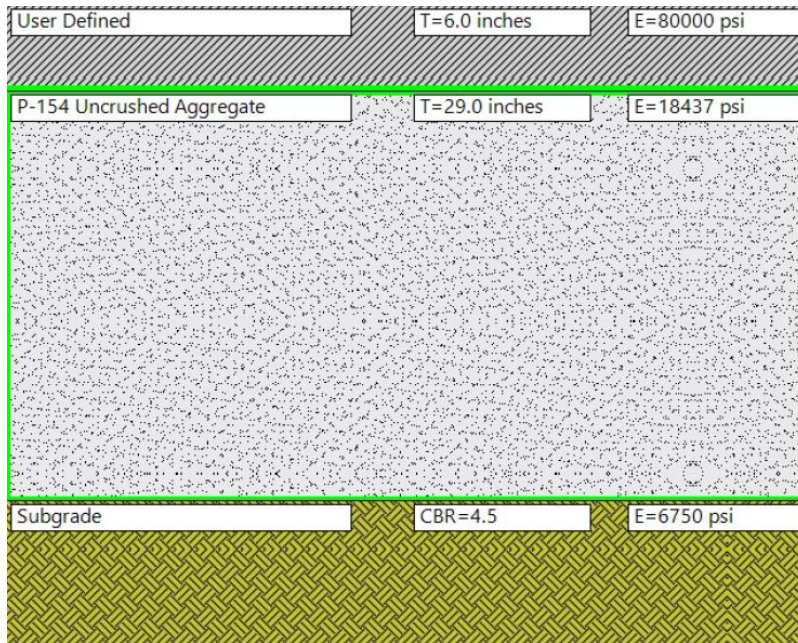 User Defined T=6.0 inches E=80000 psi
P-154 Uncrushed Aggregate T=29.0 inches E=18437 psi
Subgrade CBR=4.5 E=6750 psi